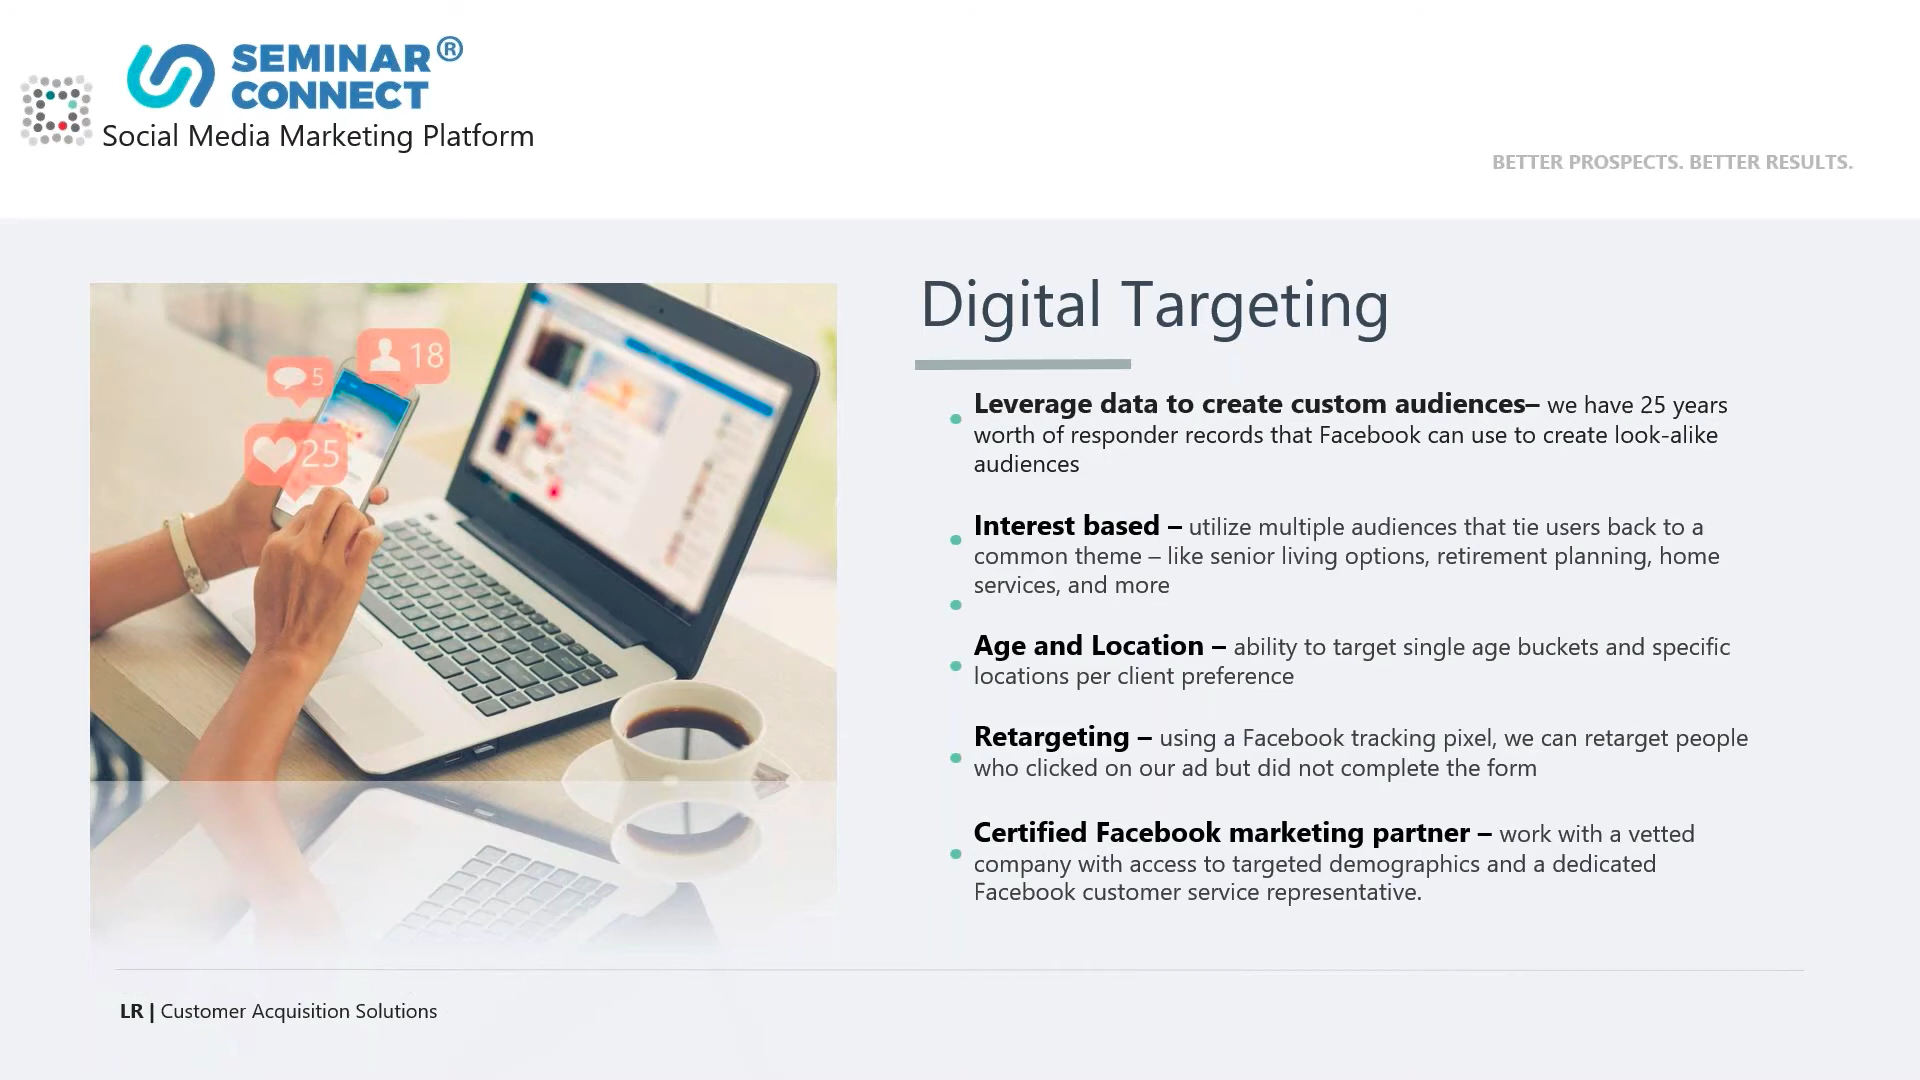 SEMINAR®
CONNECT
Social Media Marketing Platform
BETTER PROSPECTS. BETTER RESULTS.
18
5
25
Digital Targeting
Leverage data to create custom audiences– we have 25 years
worth of responder records that Facebook can use to create look-alike
audiences
Interest based – utilize multiple audiences that tie users back to a
common theme – like senior living options, retirement planning, home
services, and more
Age and Location – ability to target single age buckets and specific
locations per client preference
Retargeting – using a Facebook tracking pixel, we can retarget people
who clicked on our ad but did not complete the form
Certified Facebook marketing partner – work with a vetted
company with access to targeted demographics and a dedicated
Facebook customer service representative.
LR | Customer Acquisition Solutions